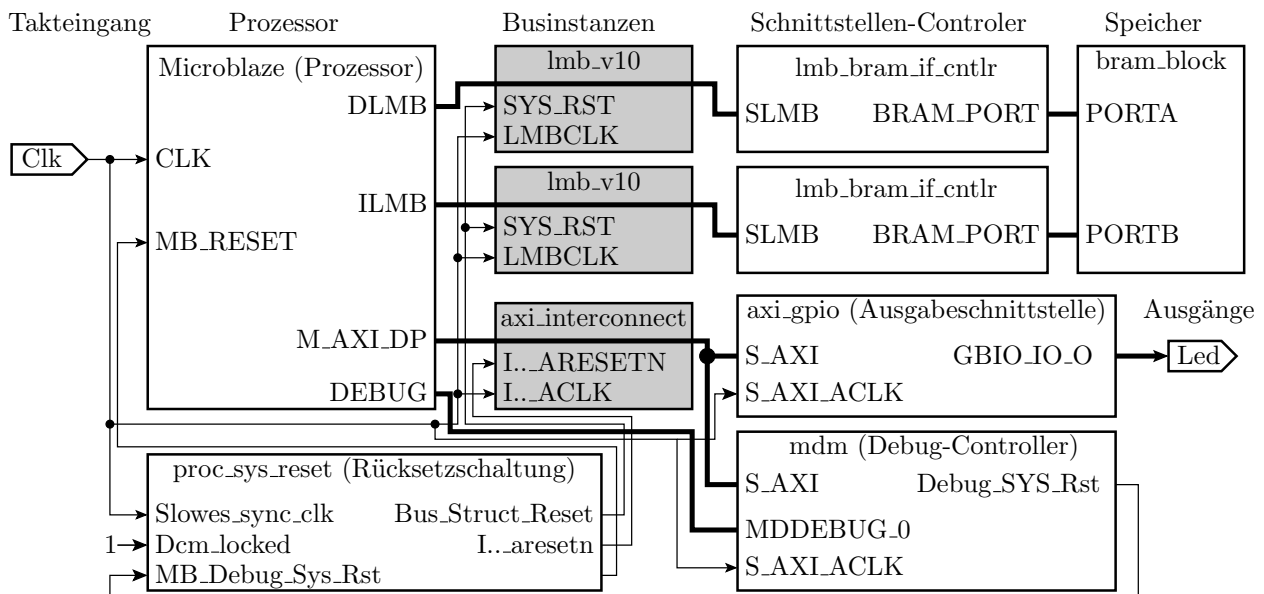 Takteingang Prozessor Businstanzen Schnittstellen-Controler Speicher
Microblaze (Prozessor)
DLMB
CLK
ILMB
MB_RESET
M_AXI_DP
DEBUG
Clk
lmb_v10
SYS_RST
LMBCLK
lmb_v10
SYS_RST
LMBCLK
axi_interconnect
I.._ARESETN
I.._ACLK
lmb_bram_if_cntlr
SLMB BRAM_PORT
lmb_bram_if_cntlr
SLMB BRAM_PORT
bram_block
PORTA
PORTB
axi_gpio (Ausgabeschnittstelle)
S_AXI GBIO_IO_O
S_AXI_ACLK
Ausgänge
Led
proc_sys_reset (Rücksetzschaltung)
Slowes_sync_clk Bus_Struct_Reset
1 Dcm_locked I.._aresetn
MB_Debug_Sys_Rst
mdm (Debug-Controller)
S_AXI Debug_SYS_Rst
MDDEBUG_0
S_AXI_ACLK